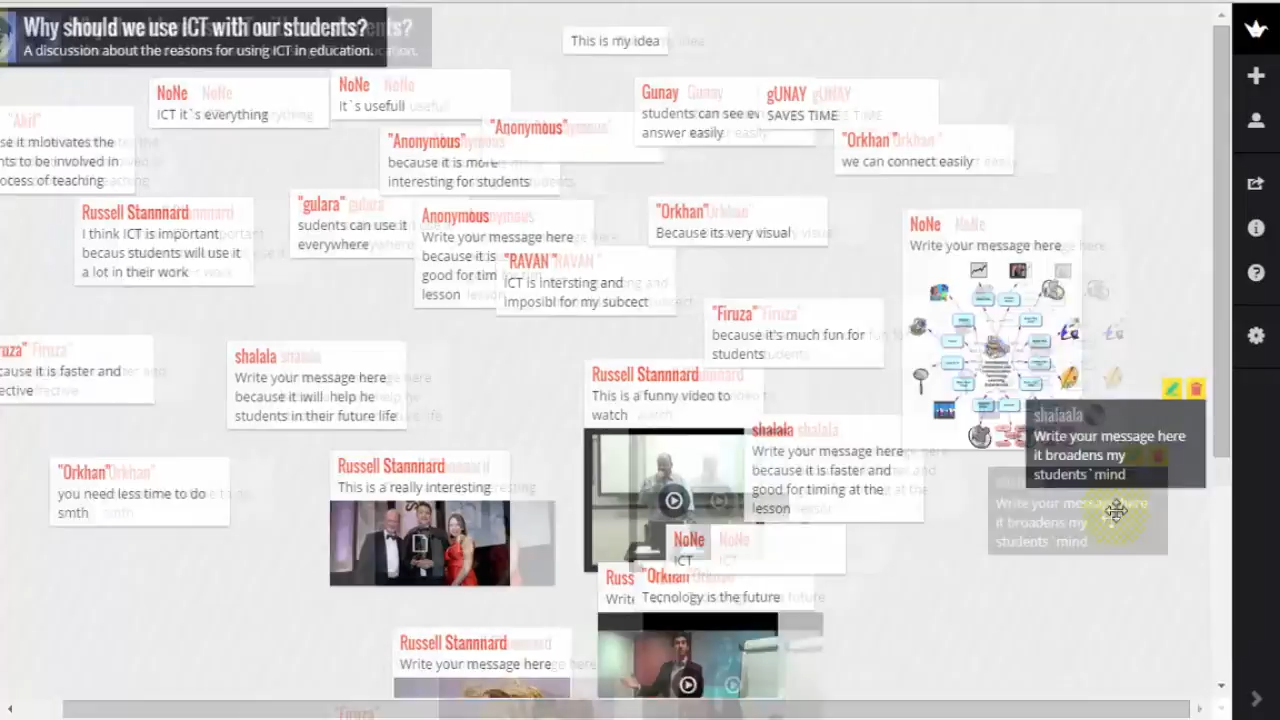 Why should we use ICT with our students?
A discussion about the reasons for using ICT in education.
This is my idea
NoNe
ICT it`s everything
NoNe
It`s usefull
Gunay
students can see
answer easily
gUNAY
SAVES TIME
"Akif"
se it mlotivates the
nts to be involved in
ocess of teaching
"Anonymous"
because it is more
interesting for students
"Anonymous"
"Orkhan"
we can connect easily
Russell Stannnard
I think ICT is important
becaus students will use it
a lot in their work
"gulara"
sudents can use it
everywhere
Anonymous
Write your message here
because it is
good for tim
lesson
"RAVAN"
ICT is intersting and
imposibl for my subcect
"Orkhan"
Because its very visual
NoNe
Write your message here
"Firuza"
because it's much fun for
students
ruza"
cause it is faster and
ective
shalala
Write your message here
because it will help he
students in their future life
Russell Stannnard
This is a funny video to
watch
shalala
Write your message here
because it is faster and
good for timing at the
lesson
shalaala
Write your message here
it broadens my
students`mind
"Orkhan"
you need less time to do
smth
Russell Stannnard
This is a really interesting
NoNe
ICT
Russ
Write
"Orkhan"
Tecnology is the future
Russell Stannnard
Write your message here
"Firuza"